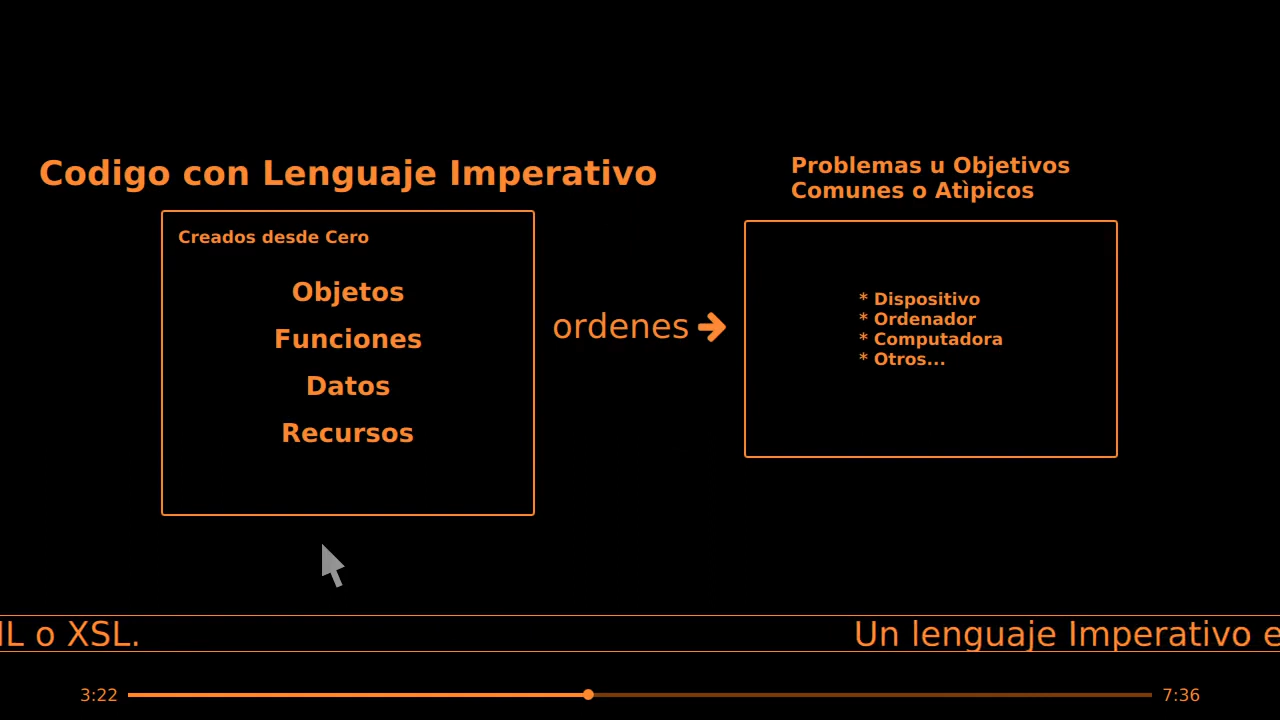 Codigo con Lenguaje Imperativo
Creados desde Cero
Objetos
Funciones
Datos
Recursos
ordenes
Problemas u Objetivos
Comunes o Atìpicos
* Dispositivo
* Ordenador
* Computadora
* Otros...
L o XSL.
Un lenguaje Imperativo e
3:22
7:36